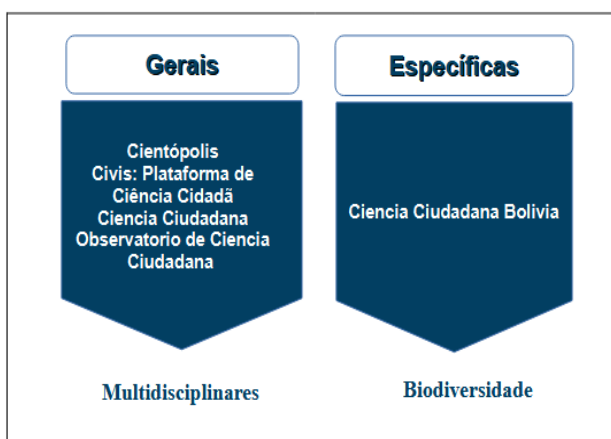 Gerais
Cientópolis
Civis: Plataforma de
Ciência Cidadã
Ciencia Ciudadana
Observatorio de Ciencia
Ciudadana
Multidisciplinares
Específicas
Ciencia Ciudadana Bolivia
Biodiversidade